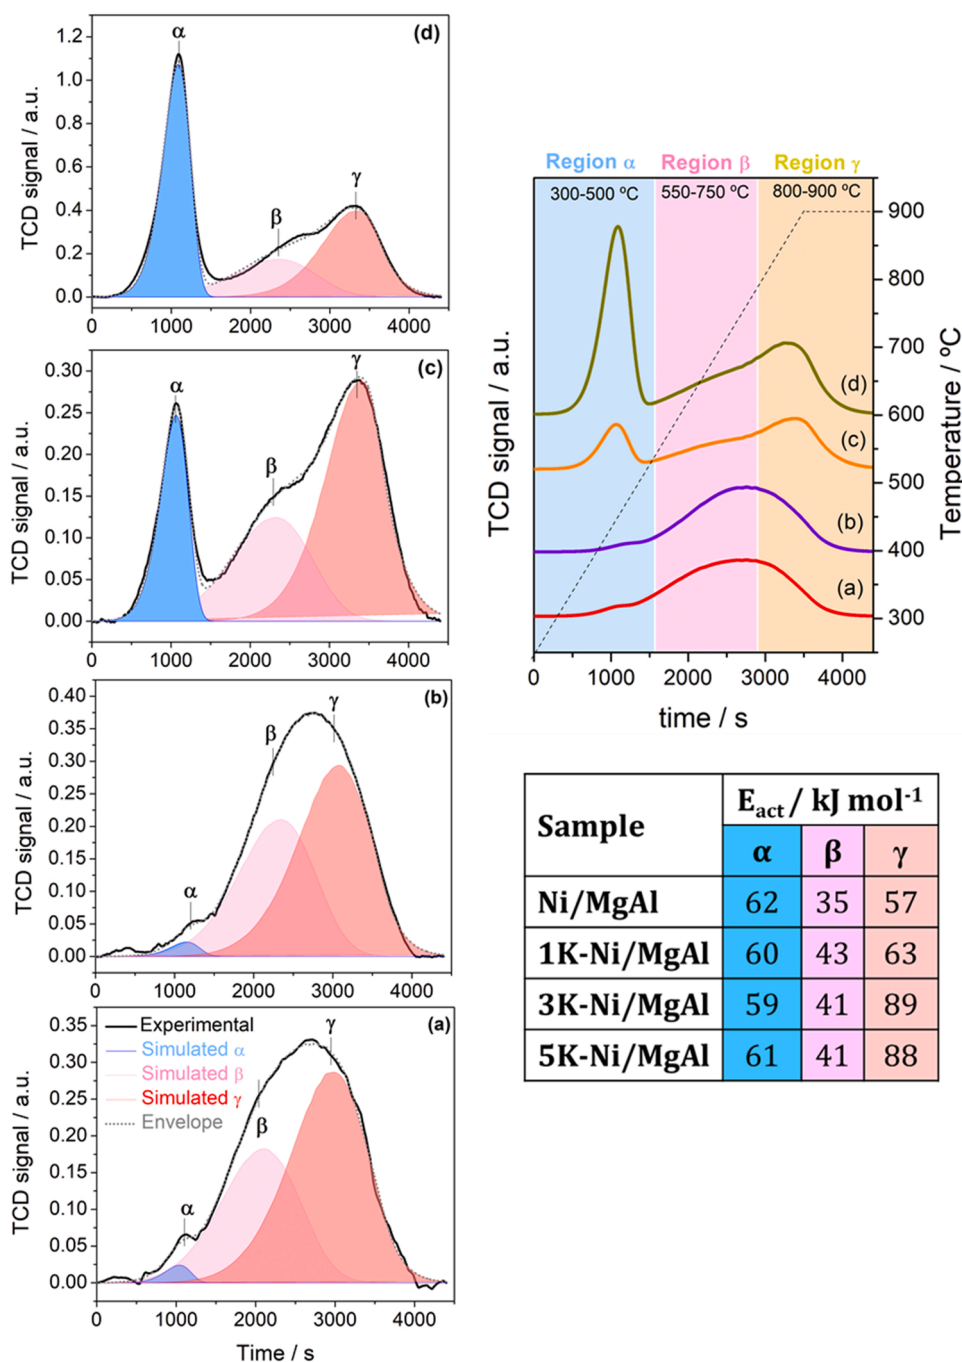 (d)
α
β
γ
TCD signal / a.u.
1.2
1.0
0.8
0.6
0.4
0.2
0.0
0 1000 2000 3000 4000
(c)
α
β
γ
TCD signal / a.u.
0.30
0.25
0.20
0.15
0.10
0.05
0.00
0 1000 2000 3000 4000
(b)
α
β
γ
TCD signal / a.u.
0.40
0.35
0.30
0.25
0.20
0.15
0.10
0.05
0.00
0 1000 2000 3000 4000
(a)
Experimental
Simulated α
Simulated β
Simulated γ
Envelope
α
β
γ
TCD signal / a.u.
0.35
0.30
0.25
0.20
0.15
0.10
0.05
0.00
0 1000 2000 3000 4000
Time / s
Region α Region β Region γ
300-500 ºC 550-750 ºC 800-900 ºC
TCD signal / a.u.
(d)
(c)
(b)
(a)
900
800
700
600
500
400
300
Temperature / ºC
0 1000 2000 3000 4000
time / s
Sample Eact / kJ mol-1
α β γ
Ni/MgAl 62 35 57
1K-Ni/MgAl 60 43 63
3K-Ni/MgAl 59 41 89
5K-Ni/MgAl 61 41 88